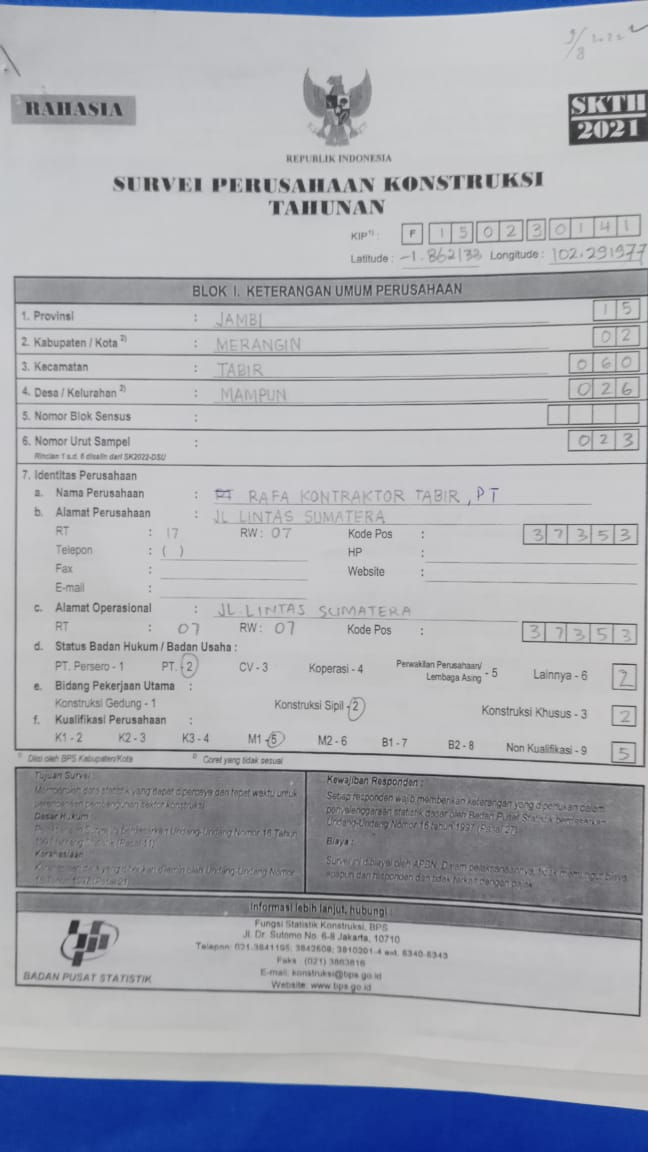 RAHASIA
REPUBLIK INDONESIA
SKTH
2021
SURVEI PERUSAHAAN KONSTRUKSI
TAHUNAN
KIP 1) : F 1 5 0 2 3 0 1 4 1
Latitude : -1.862133 Longitude : 102.291977
BLOK I. KETERANGAN UMUM PERUSAHAAN
1. Provinsi : JAMBI 1 5
2. Kabupaten / Kota 2) : MERANGIN 0 2
3. Kecamatan : TABIR 0 6 0
4. Desa / Kelurahan 2) : MAMPUN 0 2 6
5. Nomor Blok Sensus :
6. Nomor Urut Sampel : 0 2 3
Rincian 1 s.d. 6 disalin dari SK2022-DSU
7. Identitas Perusahaan
a. Nama Perusahaan : RAFA KONTRAKTOR TABIR, PT
b. Alamat Perusahaan : JL LINTAS SUMATERA
RT : 17 RW : 07 Kode Pos : 3 7 3 5 3
Telepon : ( ) HP :
Fax : Website :
E-mail :
c. Alamat Operasional : JL. LINTAS SUMATERA
RT : 07 RW : 07 Kode Pos : 3 7 3 5 3
d. Status Badan Hukum / Badan Usaha :
PT. Persero - 1 PT. - 2 CV - 3 Koperasi - 4 Perwakilan Perusahaan/ Lembaga Asing - 5 Lainnya - 6 2
e. Bidang Pekerjaan Utama :
Konstruksi Gedung - 1 Konstruksi Sipil - 2 Konstruksi Khusus - 3 2
f. Kualifikasi Perusahaan :
K1 - 2 K2 - 3 K3 - 4 M1 - 5 M2 - 6 B1 - 7 B2 - 8 Non Kualifikasi - 9 5
1) Diisi oleh BPS Kabupaten/Kota 2) Coret yang tidak sesuai
Tujuan Survei :
Memperoleh data statistik yang dapat dipercaya dan tepat waktu untuk
perencanaan pembangunan sektor konstruksi
Dasar Hukum :
Undang-Undang Nomor 16 Tahun
1997 (Pasal 11)
Kerahasiaan
Undang-Undang Nomor
Kewajiban Responden :
Setiap responden wajib memberikan keterangan yang diperlukan dalam
penyelenggaraan statistik dasar oleh Badan Pusat Statistik berdasarkan
Undang-Undang Nomor 16 tahun 1997 (Pasal 27)
Biaya :
Survei ini dibiayai oleh APBN. Dalam pelaksanaannya, tidak memungut biaya
apapun dari responden dan tidak terkait dengan pajak
Informasi lebih lanjut, hubungi :
Fungsi Statistik Konstruksi, BPS
Jl. Dr. Sutomo No. 6-8 Jakarta, 10710
Telepon: 021.3841195; 3842508; 3810291-4 ext. 6340-6343
Faks : (021) 3863816
E-mail: konstruksi@bps.go.id
Website: www.bps.go.id
BADAN PUSAT STATISTIK